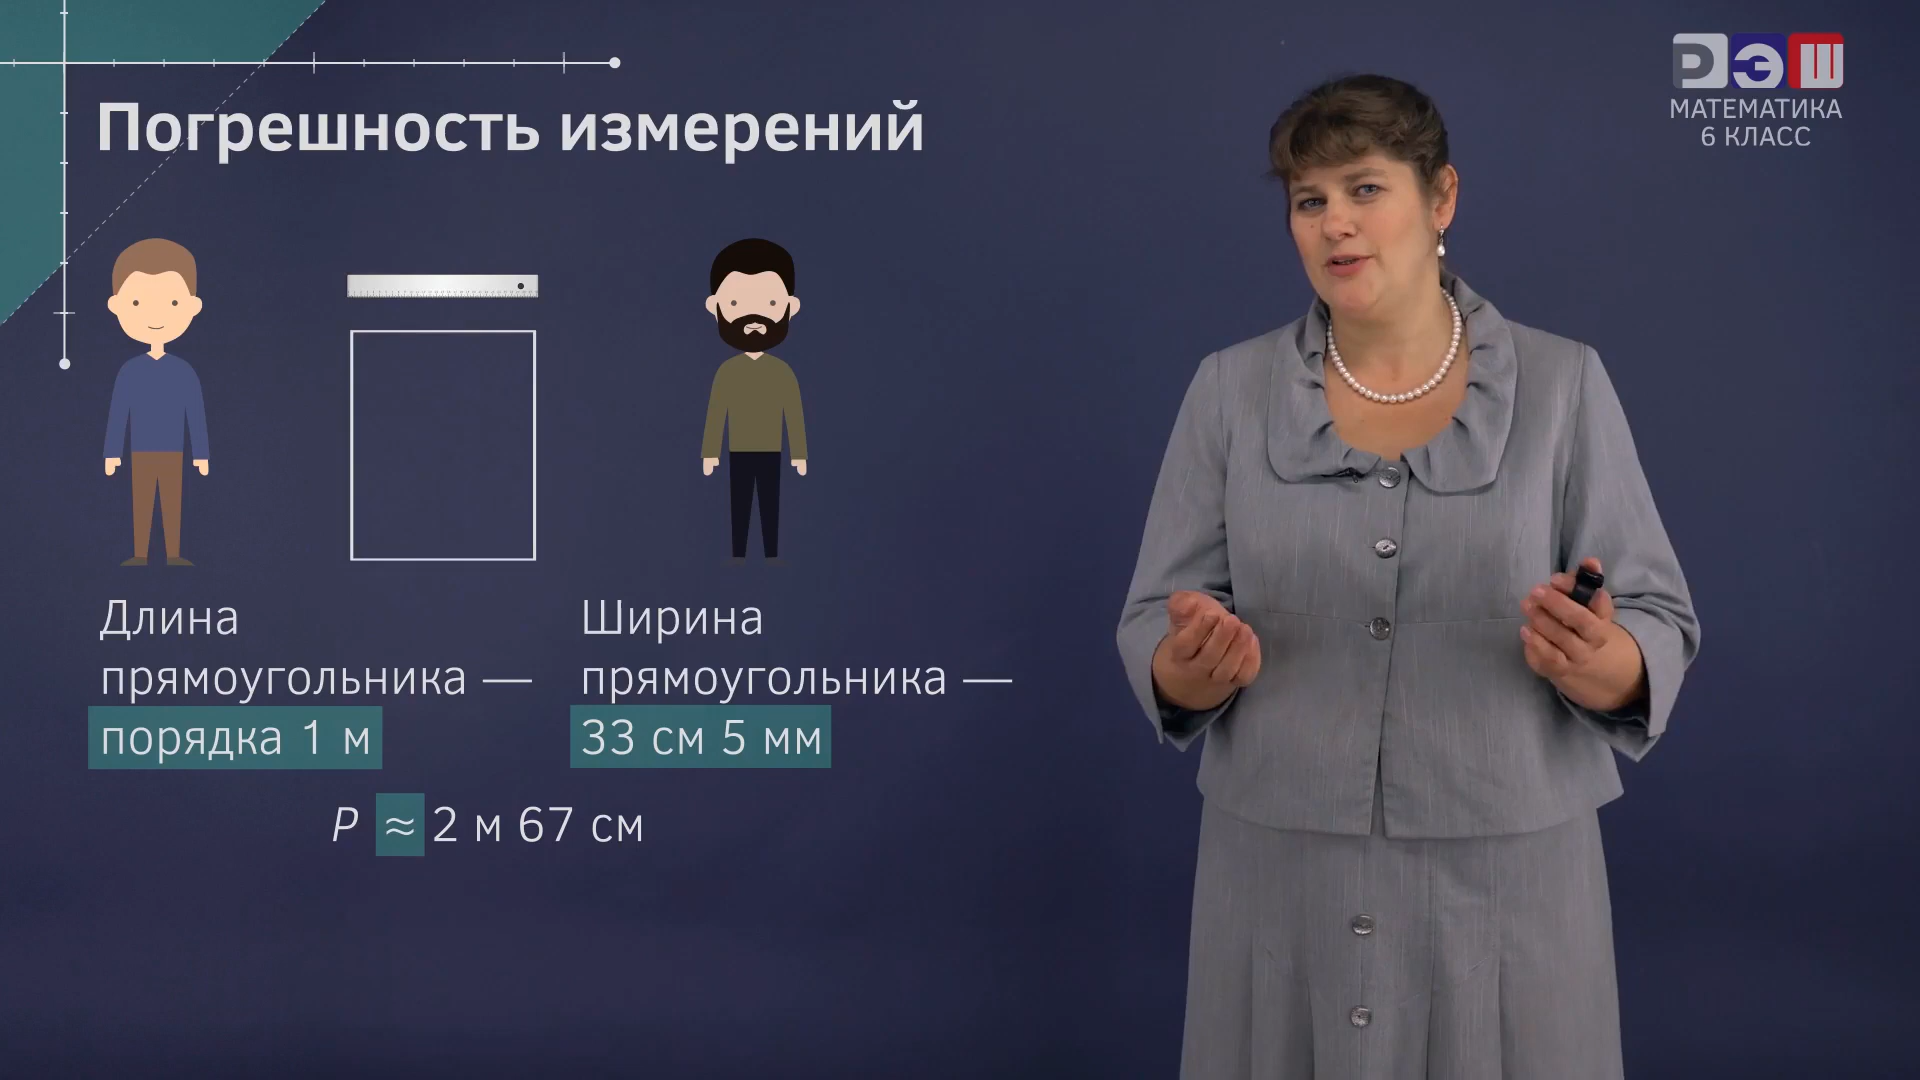 РЭШ
МАТЕМАТИКА
6 КЛАСС
Погрешность измерений
Длина
прямоугольника —
порядка 1 м
Ширина
прямоугольника —
33 см 5 мм
P ≈ 2 м 67 см